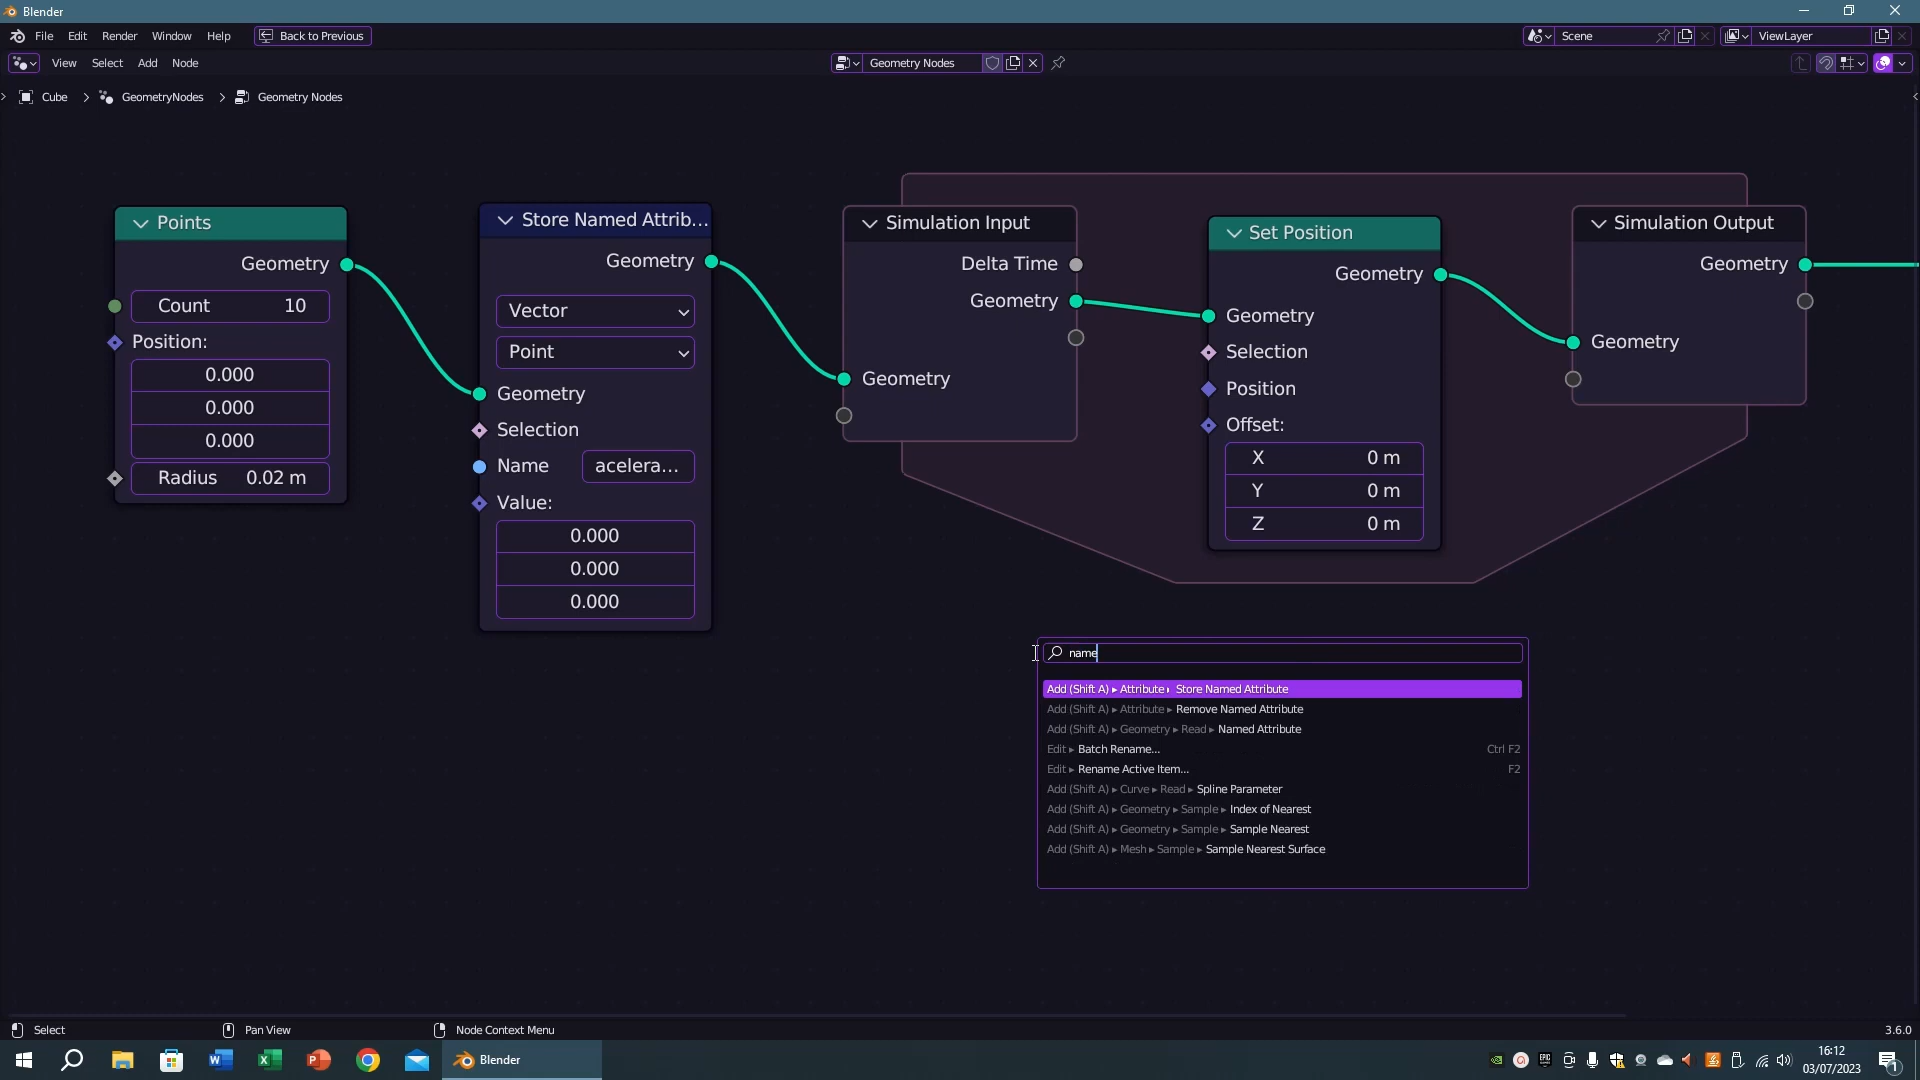 Blender
File Edit Render Window Help Back to Previous Scene ViewLayer
View Select Add Node Geometry Nodes
Cube GeometryNodes Geometry Nodes
Points
Geometry
Count 10
Position:
0.000
0.000
0.000
Radius 0.02 m
Store Named Attrib...
Geometry
Vector
Point
Geometry
Selection
Name acelera...
Value:
0.000
0.000
0.000
Simulation Input
Delta Time
Geometry
Geometry
Set Position
Geometry
Geometry
Selection
Position
Offset:
X 0 m
Y 0 m
Z 0 m
Simulation Output
Geometry
Geometry
name
Add (Shift A) ▸ Attribute ▸ Store Named Attribute
Add (Shift A) ▸ Attribute ▸ Remove Named Attribute
Add (Shift A) ▸ Geometry ▸ Read ▸ Named Attribute
Edit ▸ Batch Rename... Ctrl F2
Edit ▸ Rename Active Item... F2
Add (Shift A) ▸ Curve ▸ Read ▸ Spline Parameter
Add (Shift A) ▸ Geometry ▸ Sample ▸ Index of Nearest
Add (Shift A) ▸ Geometry ▸ Sample ▸ Sample Nearest
Add (Shift A) ▸ Mesh ▸ Sample ▸ Sample Nearest Surface
Select Pan View Node Context Menu 3.6.0
Blender
16:12
03/07/2023
1